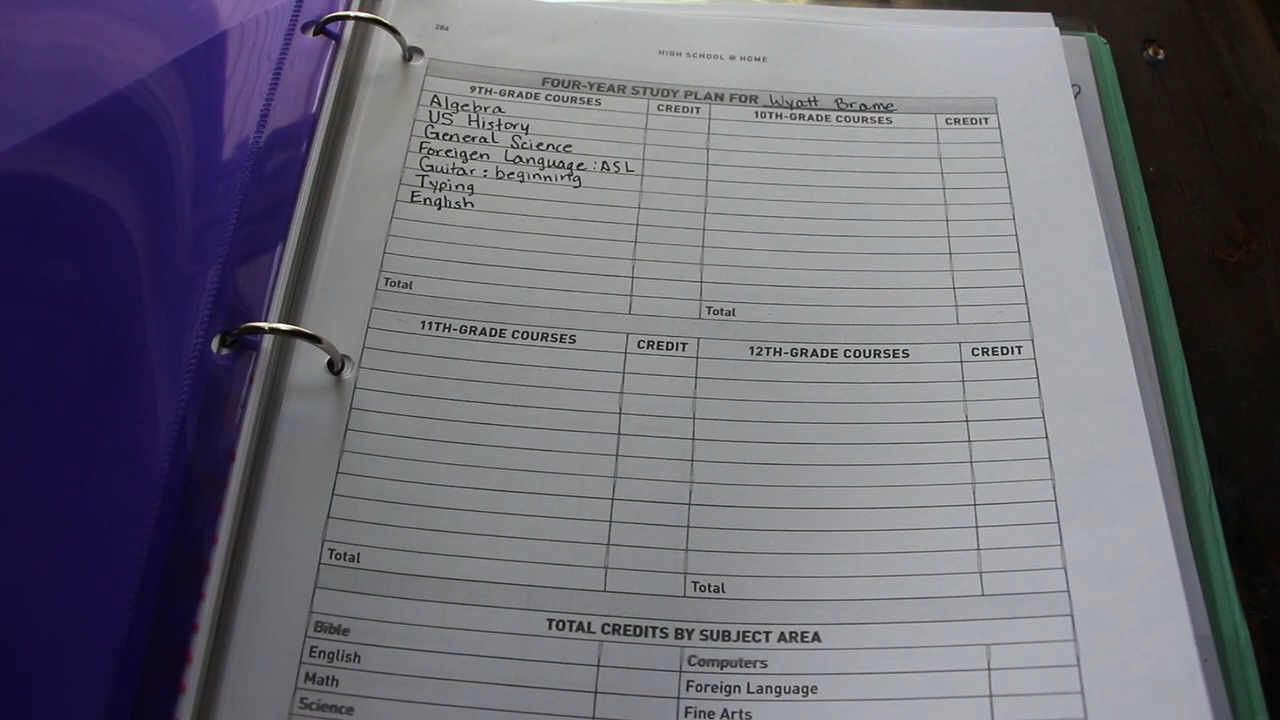 286
HIGH SCHOOL @ HOME
FOUR-YEAR STUDY PLAN FOR Wyatt Brame
9TH-GRADE COURSES CREDIT 10TH-GRADE COURSES CREDIT
Algebra
US History
General Science
Foreigen Language : ASL
Guitar : beginning
Typing
English
Total Total
11TH-GRADE COURSES CREDIT 12TH-GRADE COURSES CREDIT
Total Total
TOTAL CREDITS BY SUBJECT AREA
Bible Computers
English Foreign Language
Math Fine Arts
Science